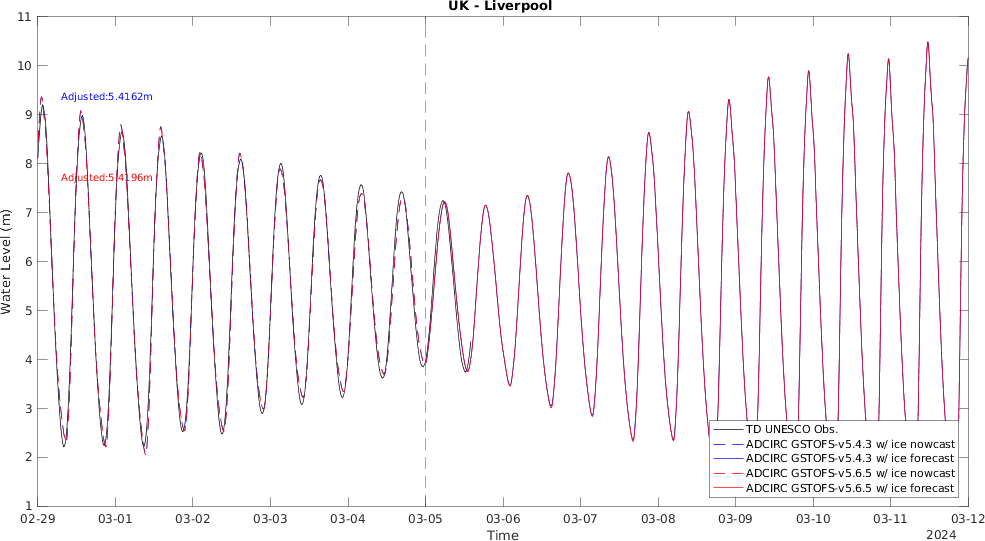 UK - Liverpool
11
10
9
8
7
6
5
4
3
2
1
Water Level (m)
Adjusted:5.4162m
Adjusted:5.4196m
TD UNESCO Obs.
ADCIRC GSTOFS-v5.4.3 w/ ice nowcast
ADCIRC GSTOFS-v5.4.3 w/ ice forecast
ADCIRC GSTOFS-v5.6.5 w/ ice nowcast
ADCIRC GSTOFS-v5.6.5 w/ ice forecast
02-29 03-01 03-02 03-03 03-04 03-05 03-06 03-07 03-08 03-09 03-10 03-11 03-12
Time
2024